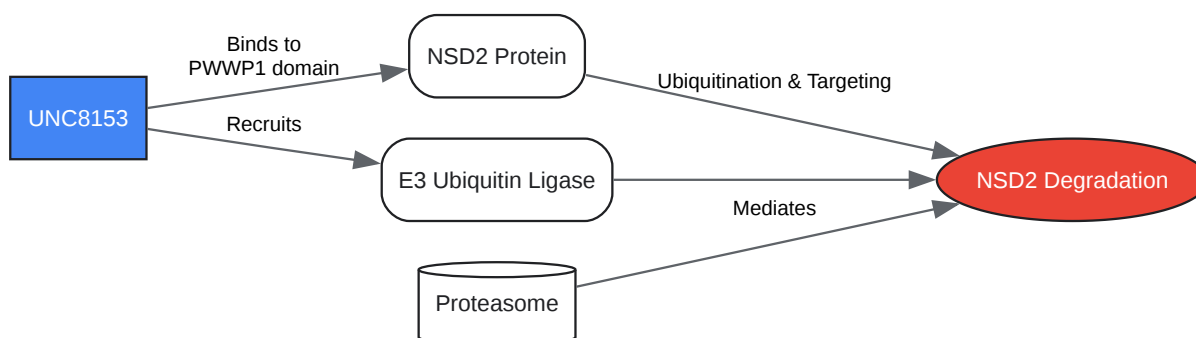 Binds to
PWWP1 domain
NSD2 Protein
Ubiquitination & Targeting
UNC8153
Recruits
E3 Ubiquitin Ligase
NSD2 Degradation
Mediates
Proteasome